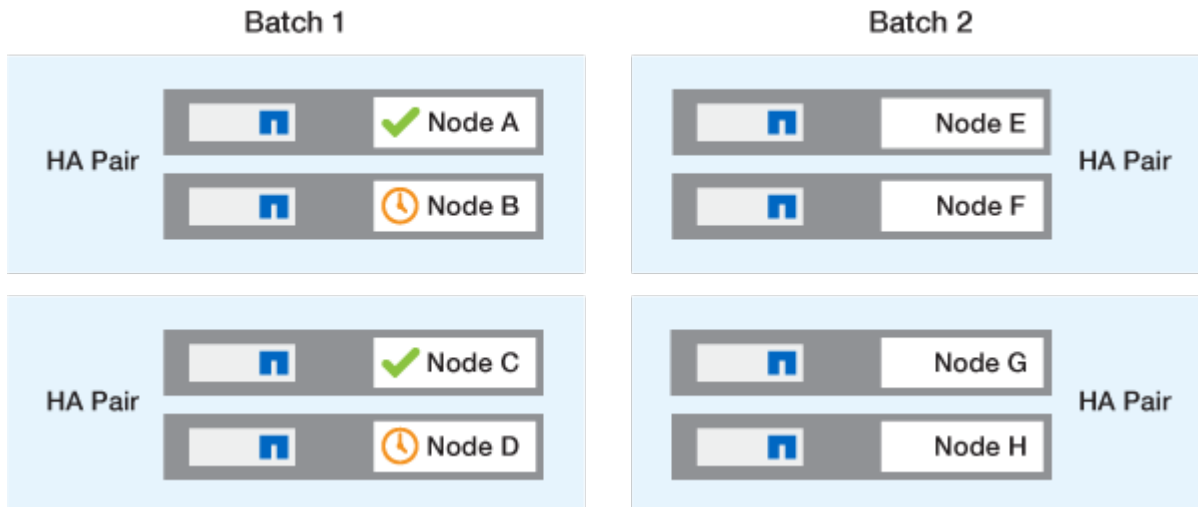 Batch 1
Batch 2
HA Pair
Node A
Node B
Node E
Node F
HA Pair
HA Pair
Node C
Node D
Node G
Node H
HA Pair